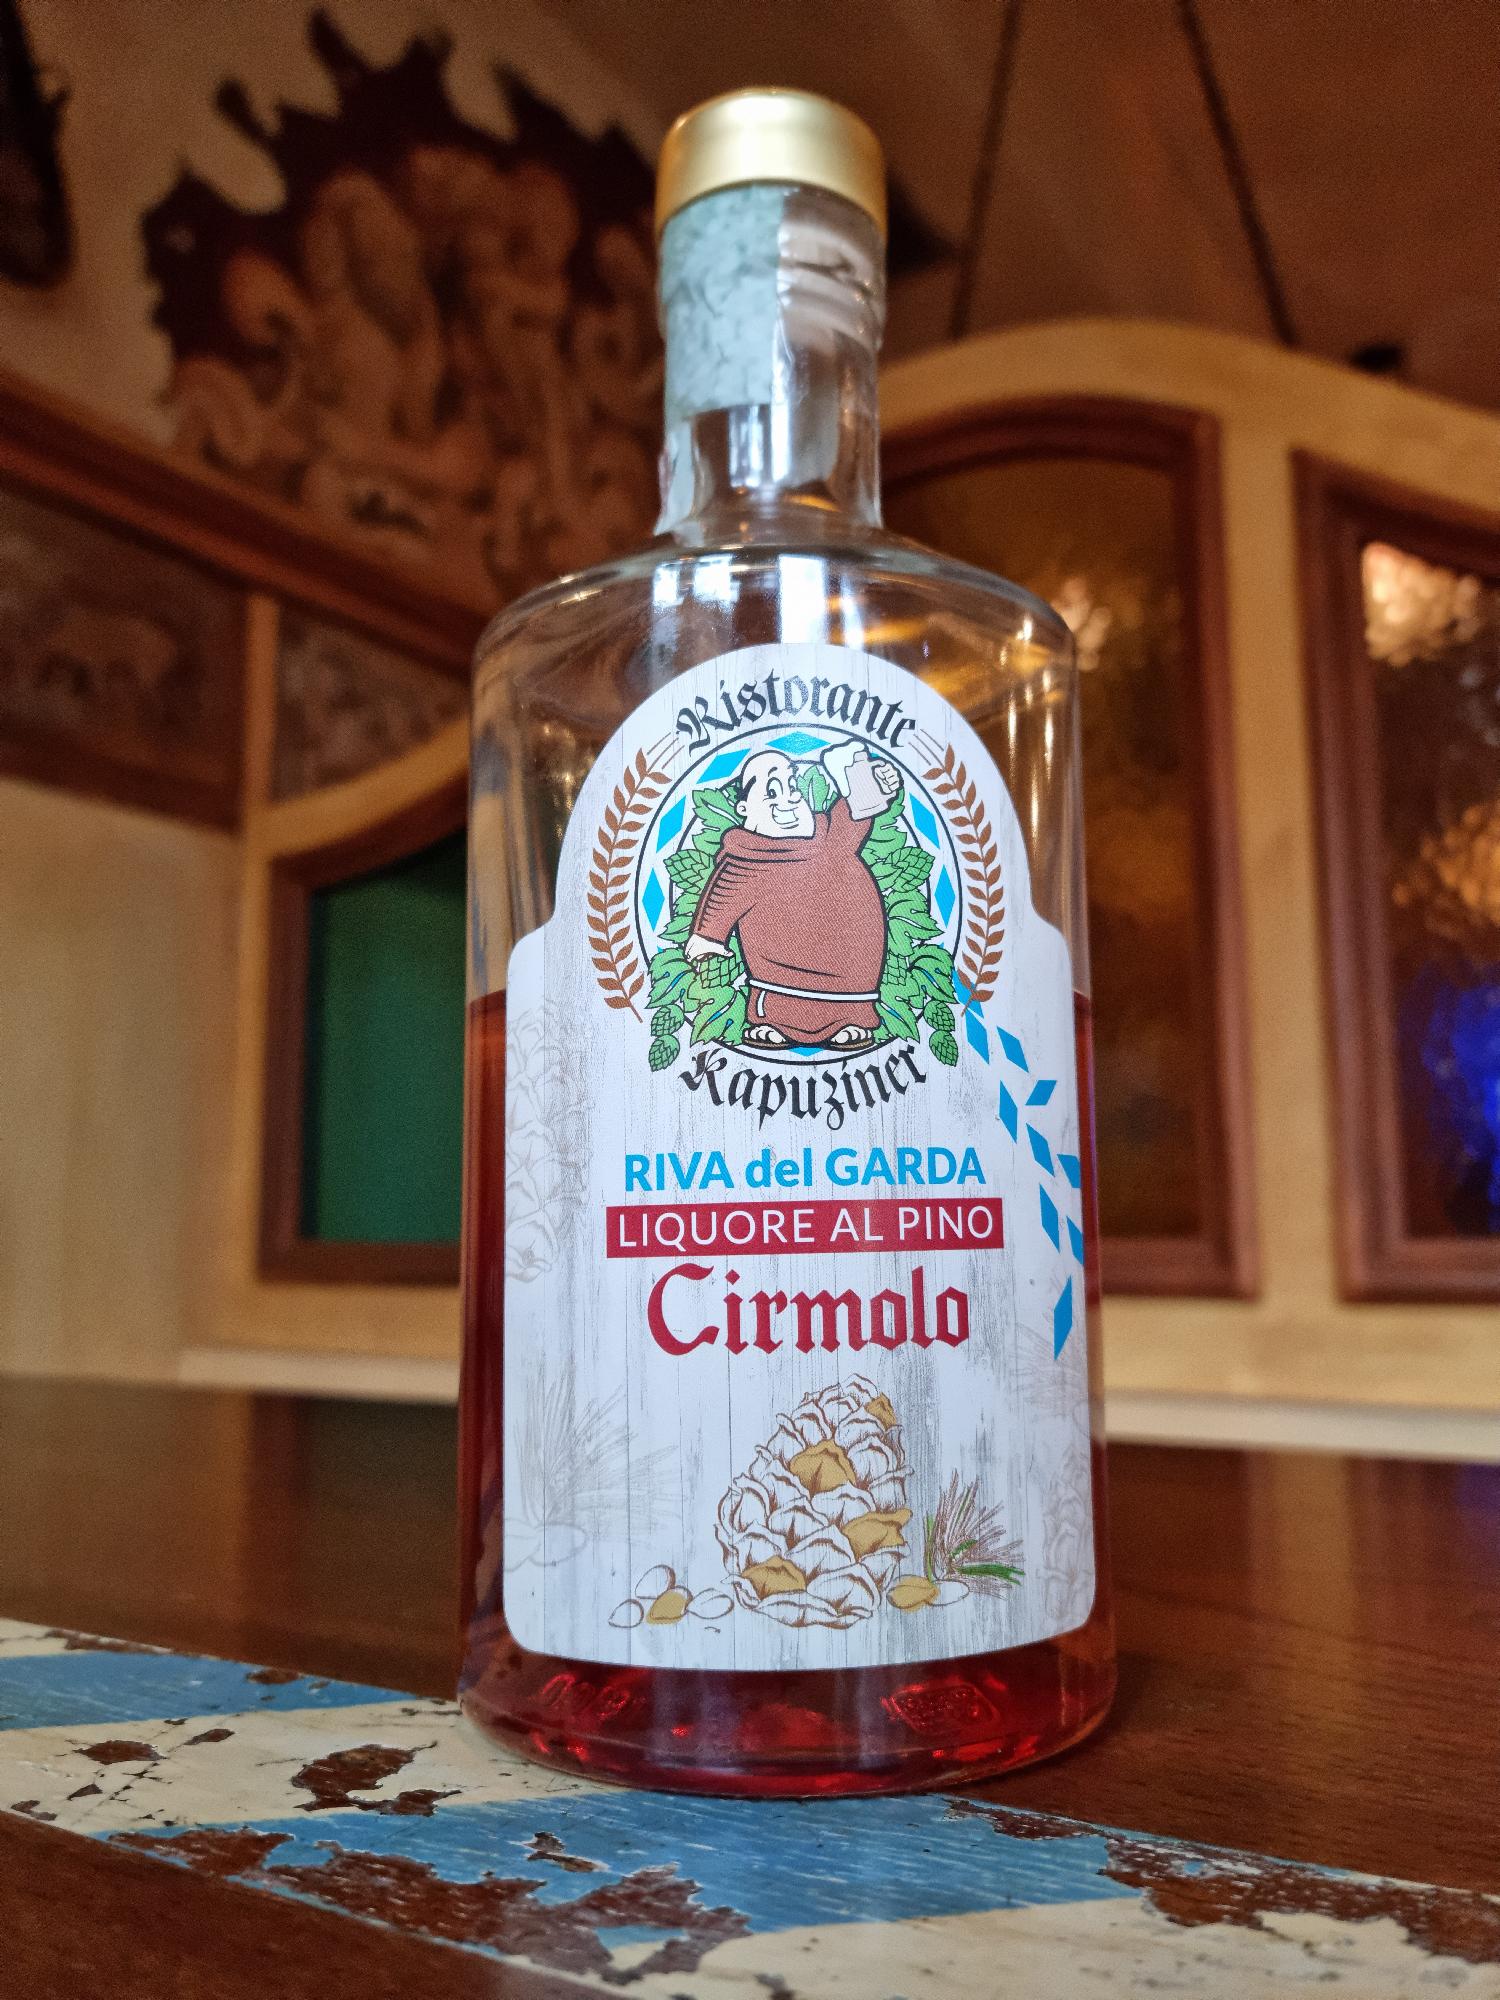 Ristorante
Kapuziner
RIVA del GARDA
LIQUORE AL PINO
Cirmolo